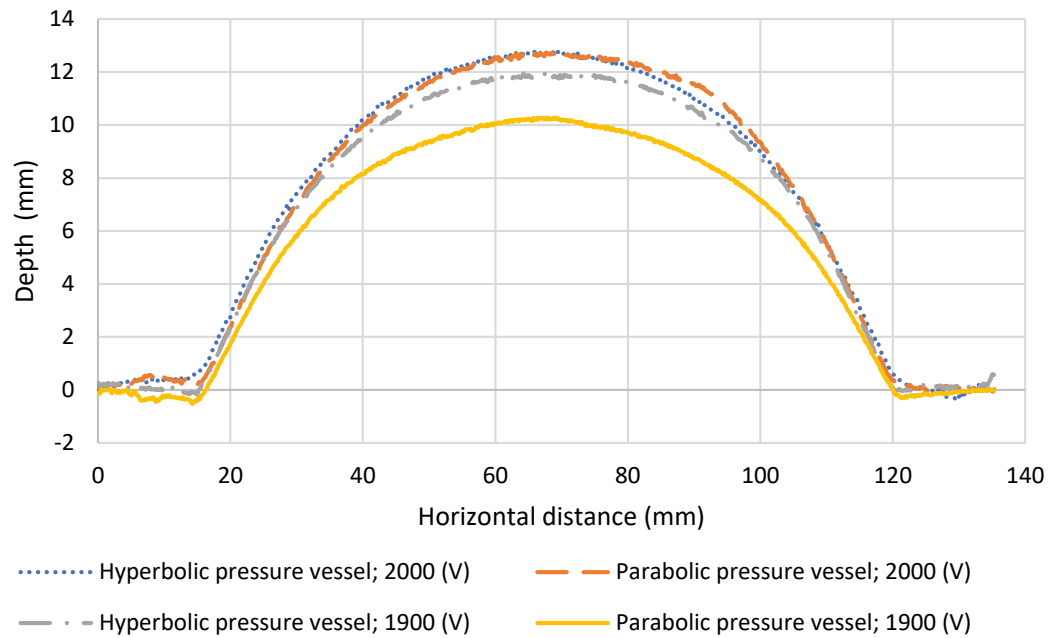 14
12
10
8
6
4
2
0
-2
Depth (mm)
0 20 40 60 80 100 120 140
Horizontal distance (mm)
Hyperbolic pressure vessel; 2000 (V) Parabolic pressure vessel; 2000 (V)
Hyperbolic pressure vessel; 1900 (V) Parabolic pressure vessel; 1900 (V)